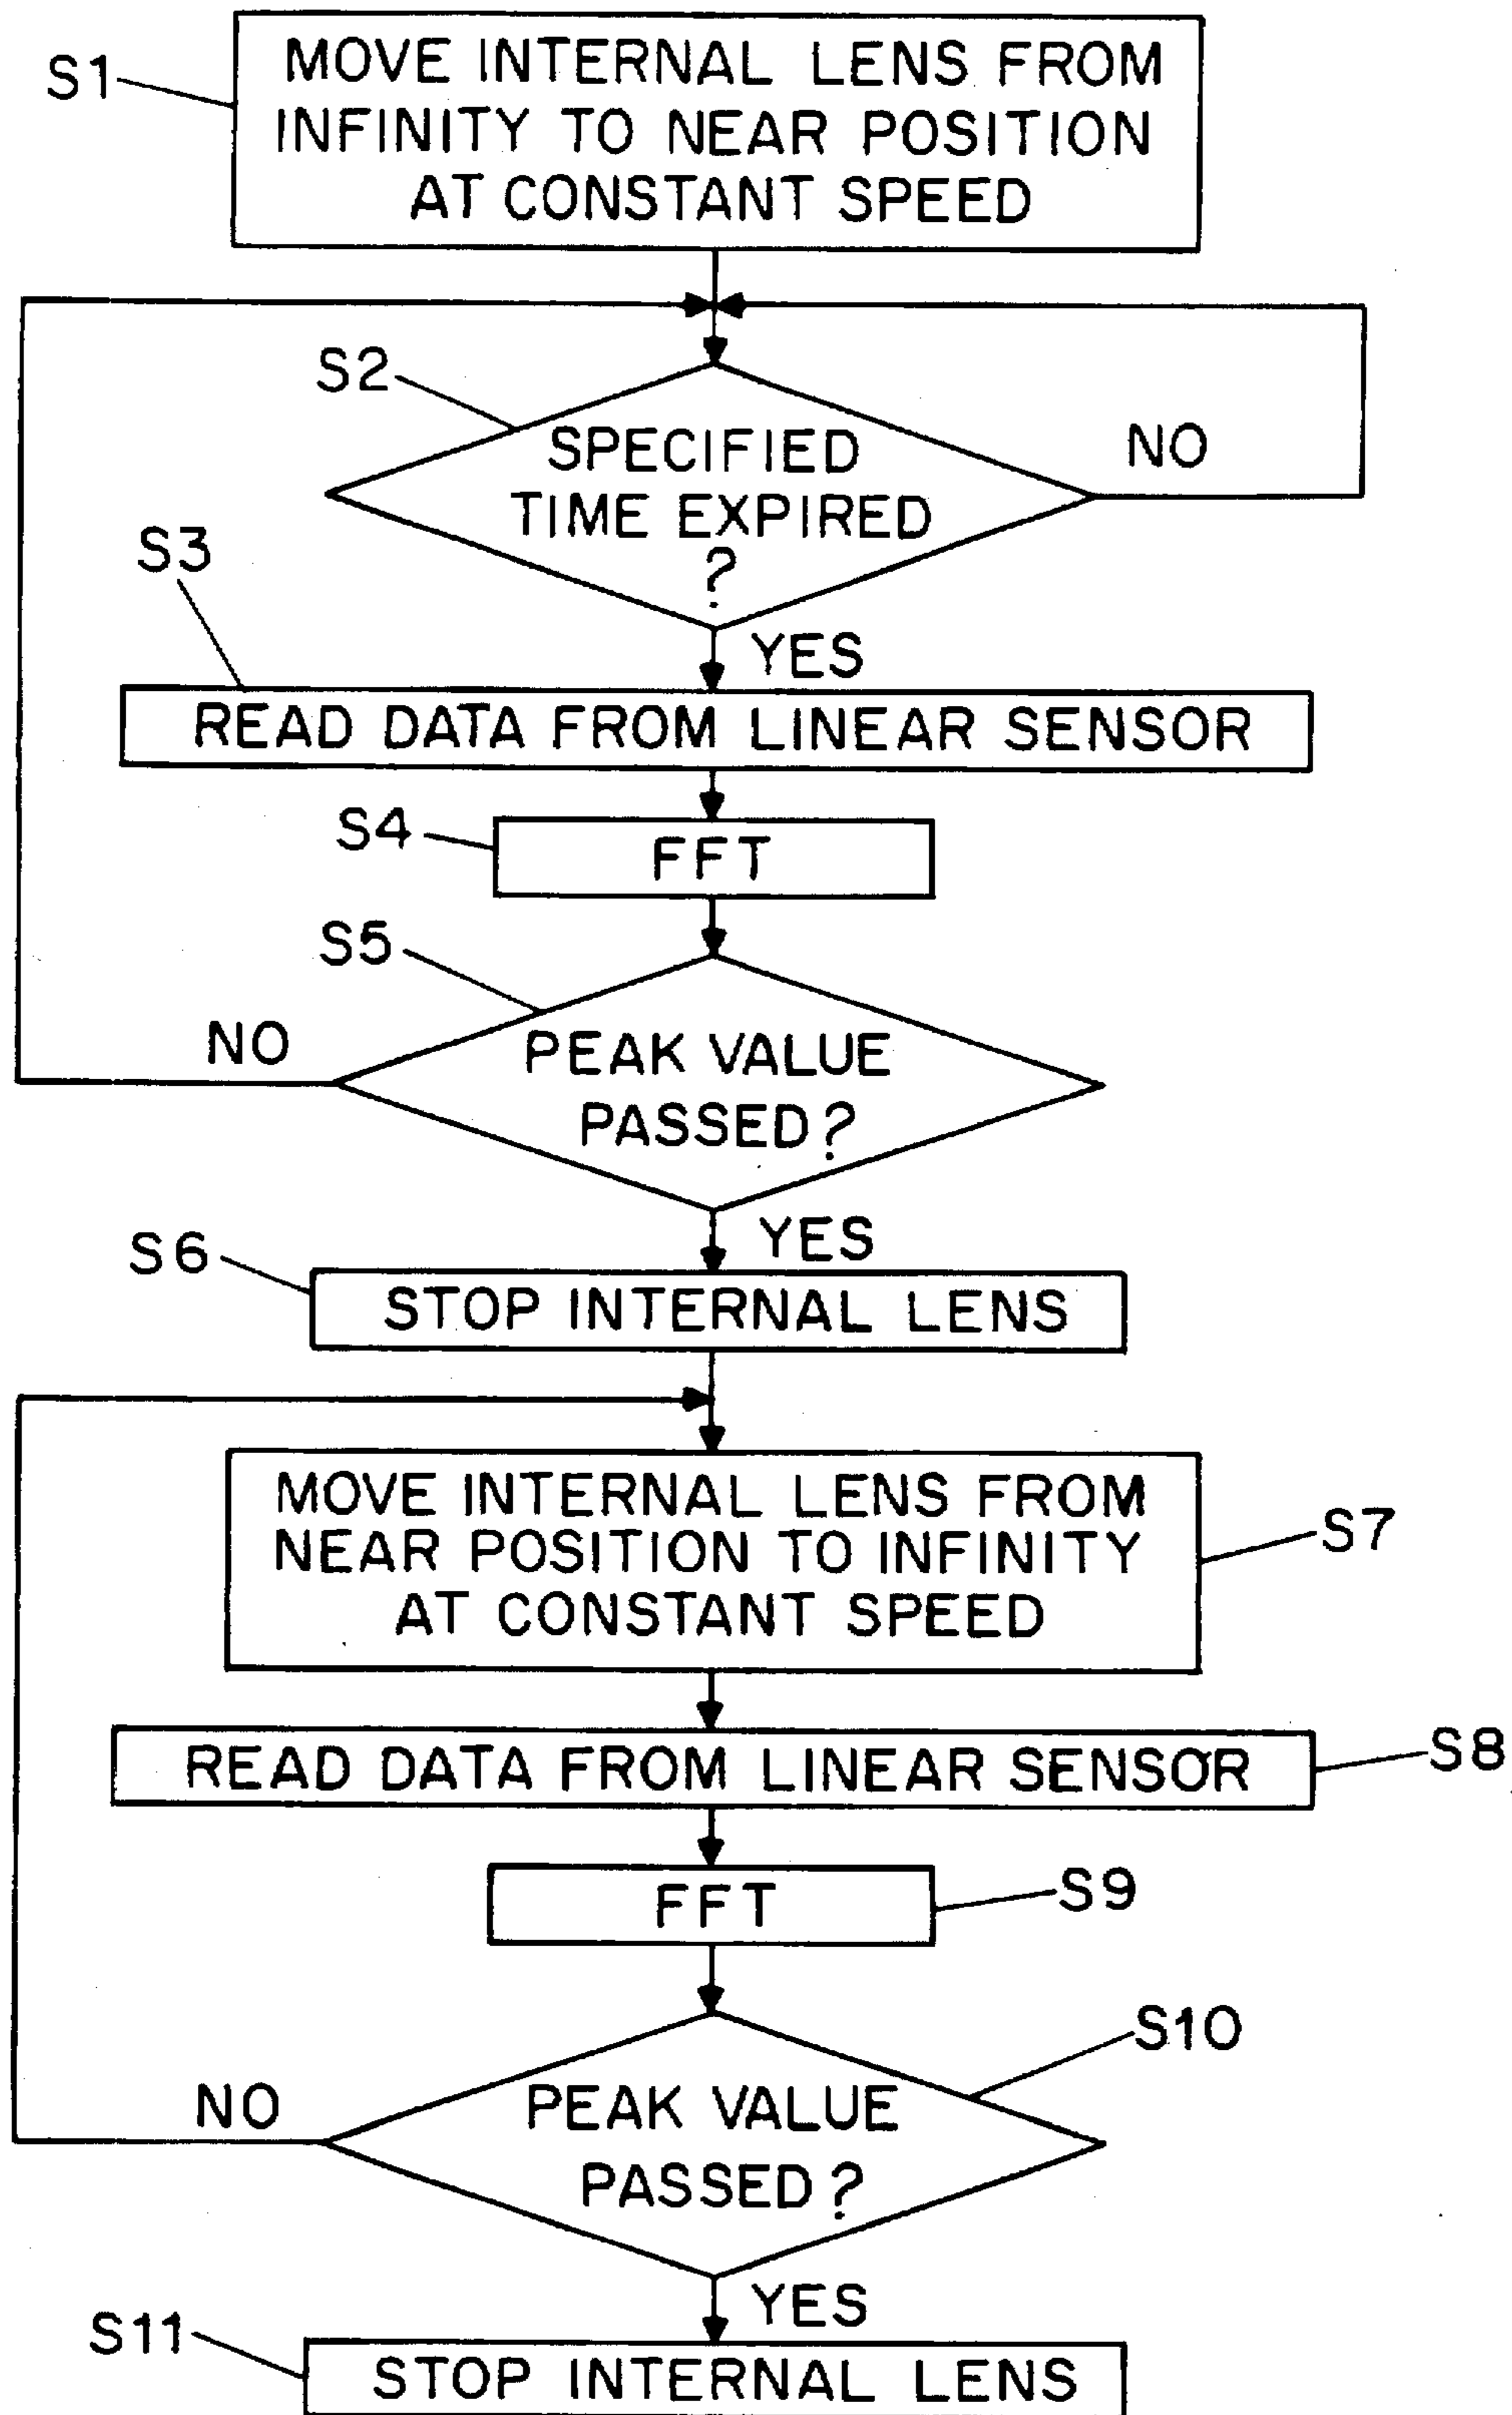 S1
MOVE INTERNAL LENS FROM
INFINITY TO NEAR POSITION
AT CONSTANT SPEED
S2
SPECIFIED
TIME EXPIRED
?
NO
S3
YES
READ DATA FROM LINEAR SENSOR
S4
FFT
S5
NO
PEAK VALUE
PASSED?
YES
S6
STOP INTERNAL LENS
MOVE INTERNAL LENS FROM
NEAR POSITION TO INFINITY
AT CONSTANT SPEED
S7
READ DATA FROM LINEAR SENSOR
S8
FFT
S9
S10
NO
PEAK VALUE
PASSED?
YES
S11
STOP INTERNAL LENS